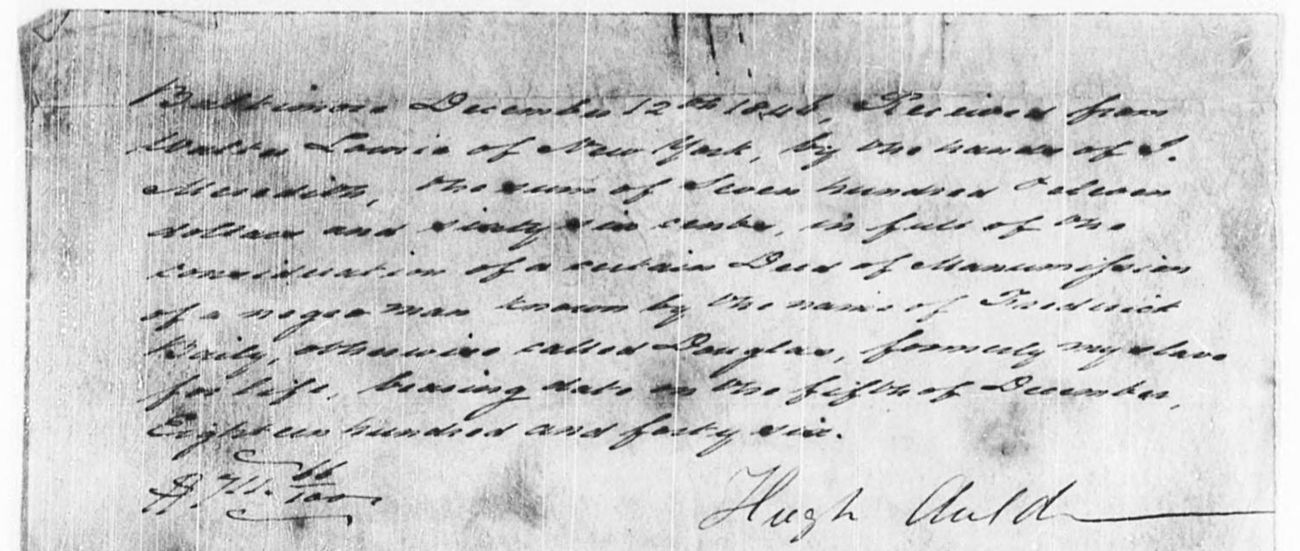 Baltimore December 12th 1846, Received from
Walter Lowrie of New York, by the hands of J.
Meredith, the sum of Seven hundred & eleven
dollars and sixty six cents, in full of the
consideration of a certain Deed of Manumission
of a negro man known by the name of Frederick
Baily, otherwise called Douglas, formerly my slave
for life, bearing date on the fifth of December,
Eighteen hundred and forty six.
$711. 66/100
Hugh Auld